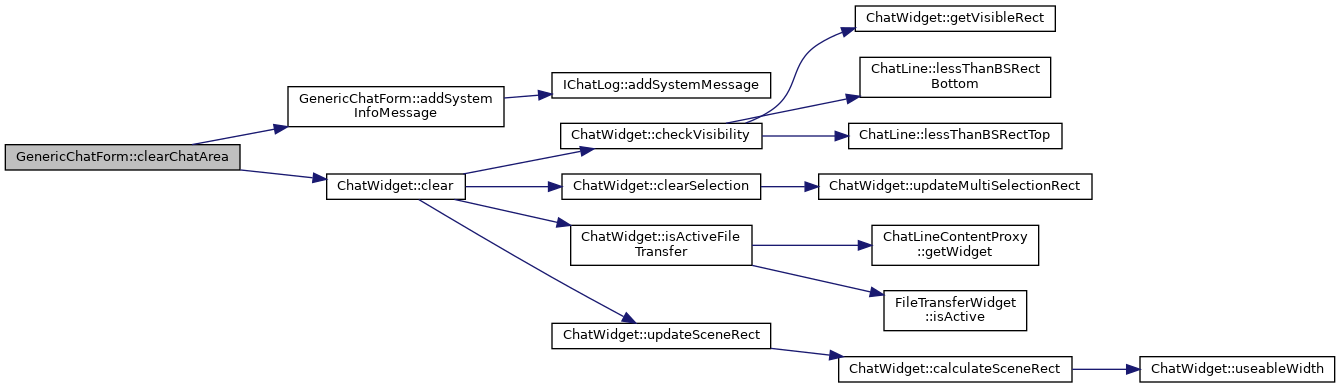 GenericChatForm::clearChatArea
GenericChatForm::addSystem
InfoMessage
IChatLog::addSystemMessage
ChatWidget::clear
ChatWidget::checkVisibility
ChatWidget::getVisibleRect
ChatLine::lessThanBSRect
Bottom
ChatLine::lessThanBSRectTop
ChatWidget::clearSelection
ChatWidget::updateMultiSelectionRect
ChatWidget::isActiveFile
Transfer
ChatLineContentProxy
::getWidget
FileTransferWidget
::isActive
ChatWidget::updateSceneRect
ChatWidget::calculateSceneRect
ChatWidget::useableWidth